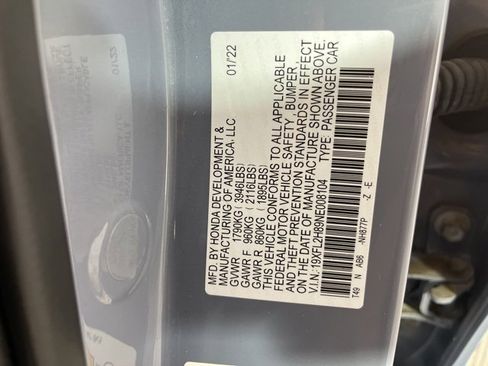 MFD. BY HONDA DEVELOPMENT &
MANUFACTURING OF AMERICA, LLC 01/22
GVWR 1790KG (3946LBS)
GAWR F 960KG (2116LBS)
GAWR R 860KG (1895LBS)
THIS VEHICLE CONFORMS TO ALL APPLICABLE
FEDERAL MOTOR VEHICLE SAFETY, BUMPER,
AND THEFT PREVENTION STANDARDS IN EFFECT
ON THE DATE OF MANUFACTURE SHOWN ABOVE.
V.I.N.: 19XFL2H89NE008104 TYPE: PASSENGER CAR
T49 N AB6 -NH877P -Z -E